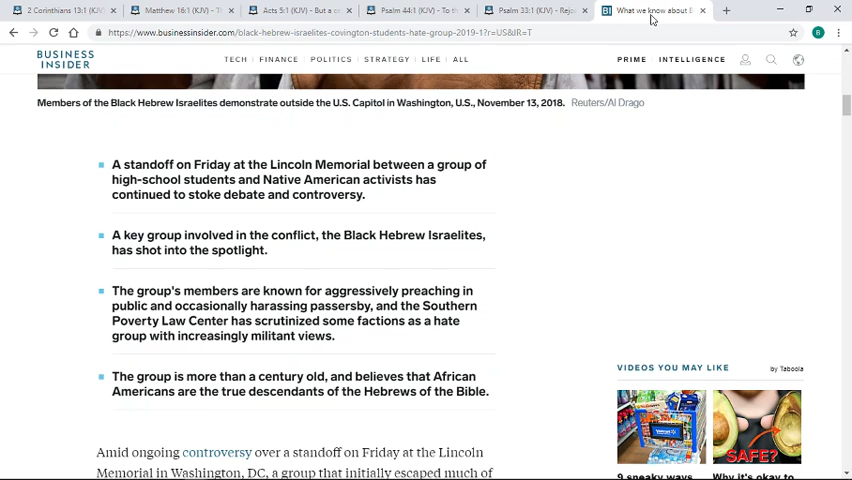 2 Corinthians 13:1 (KJV)
Matthew 16:1 (KJV) - Th
Acts 5:1 (KJV) - But a ce
Psalm 44:1 (KJV) - To th
Psalm 33:1 (KJV) - Rejo
What we know about B
https://www.businessinsider.com/black-hebrew-israelites-covington-students-hate-group-2019-1?r=US&IR=T
B
BUSINESS
INSIDER
TECH FINANCE POLITICS STRATEGY LIFE ALL
PRIME INTELLIGENCE
Members of the Black Hebrew Israelites demonstrate outside the U.S. Capitol in Washington, U.S., November 13, 2018. Reuters/Al Drago
A standoff on Friday at the Lincoln Memorial between a group of
high-school students and Native American activists has
continued to stoke debate and controversy.
A key group involved in the conflict, the Black Hebrew Israelites,
has shot into the spotlight.
The group's members are known for aggressively preaching in
public and occasionally harassing passersby, and the Southern
Poverty Law Center has scrutinized some factions as a hate
group with increasingly militant views.
The group is more than a century old, and believes that African
Americans are the true descendants of the Hebrews of the Bible.
Amid ongoing controversy over a standoff on Friday at the Lincoln
Memorial in Washington, DC, a group that initially escaped much of
VIDEOS YOU MAY LIKE
by Taboola
Walmart
SAFE?
9 sneaky ways
Why it's okay to